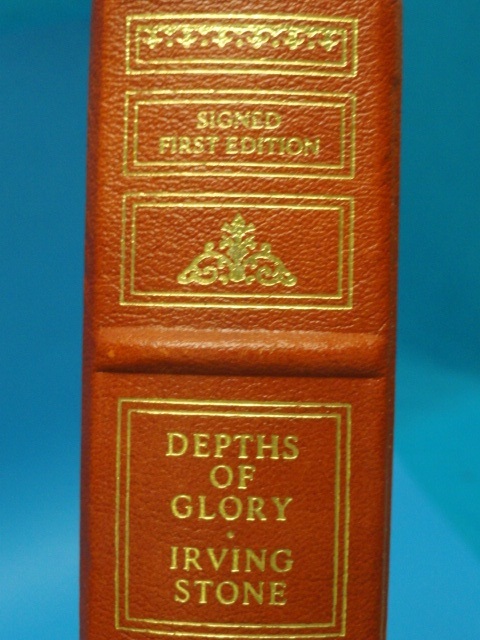 SIGNED
FIRST EDITION
DEPTHS
OF
GLORY
·
IRVING
STONE